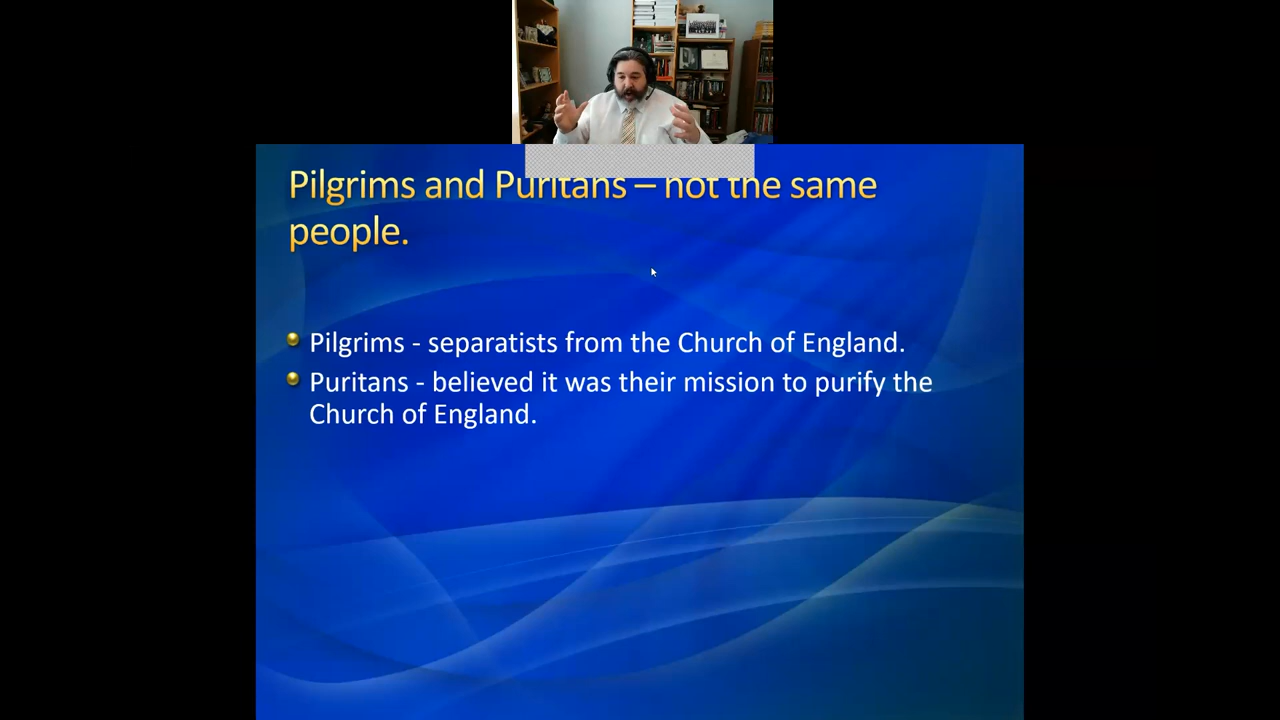 Pilgrims and Puritans – not the same
people.
Pilgrims - separatists from the Church of England.
Puritans - believed it was their mission to purify the
Church of England.